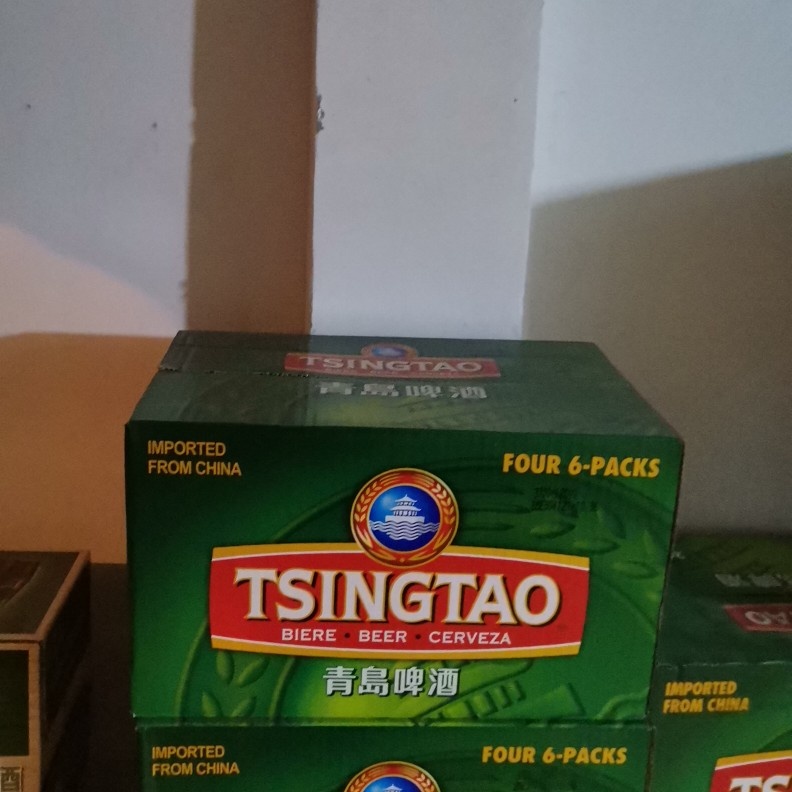 TSINGTAO
青島啤酒
IMPORTED
FROM CHINA
FOUR 6-PACKS
TSINGTAO
BIERE • BEER • CERVEZA
青島啤酒
IMPORTED
FROM CHINA
FOUR 6-PACKS
IMPORTED
FROM CHINA
酒